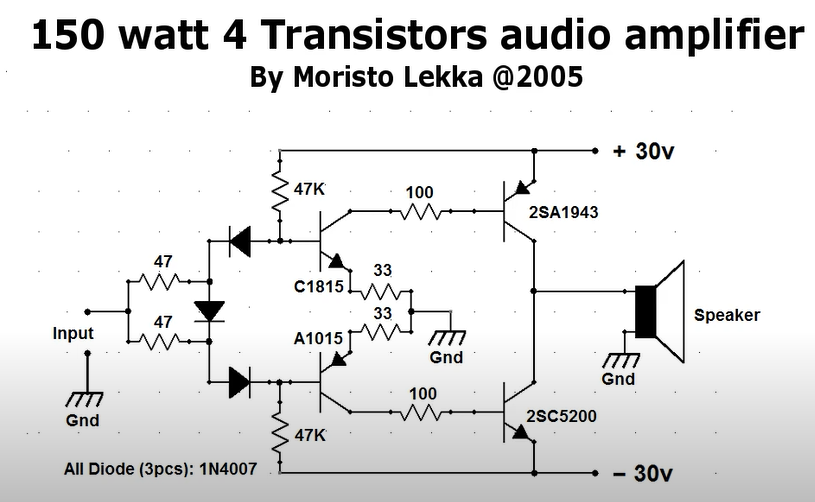 150 watt 4 Transistors audio amplifier
By Moristo Lekka @2005
+ 30v
47K
100
2SA1943
47
C1815
33
33
47
Input
A1015
Gnd
Speaker
Gnd
Gnd
100
2SC5200
47K
All Diode (3pcs): 1N4007
- 30v